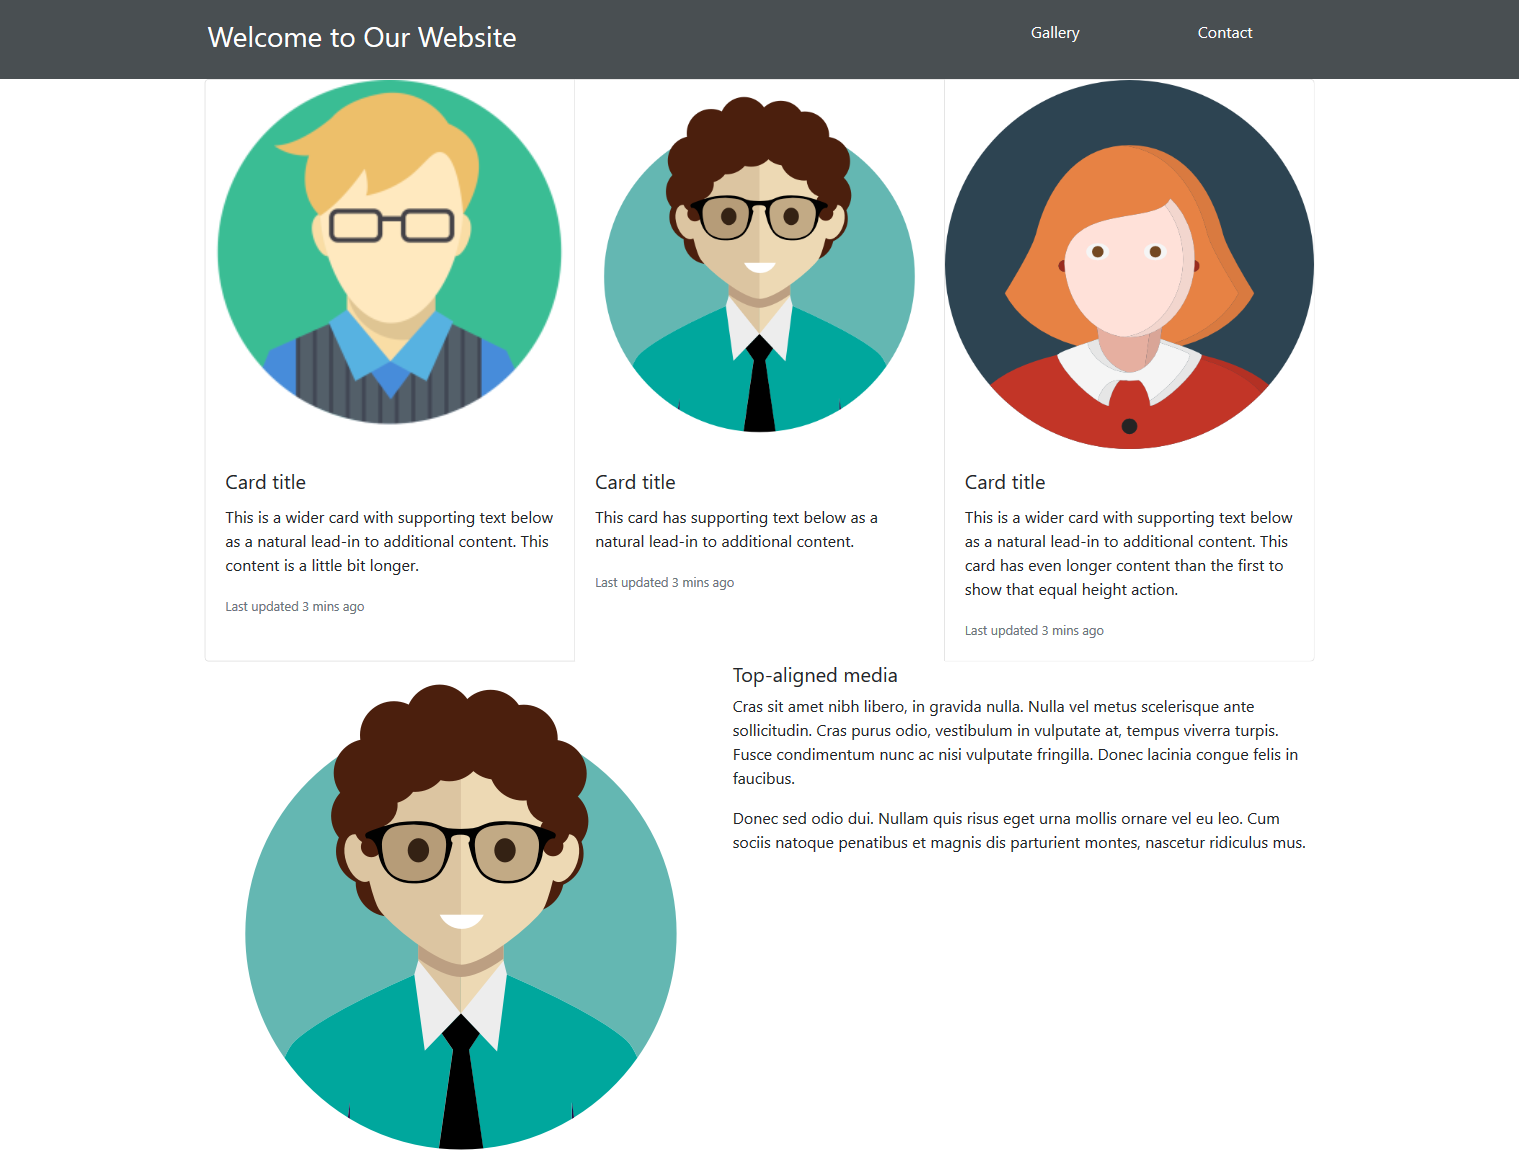 Welcome to Our Website
Gallery
Contact
Card title
This is a wider card with supporting text below
as a natural lead-in to additional content. This
content is a little bit longer.
Last updated 3 mins ago
Card title
This card has supporting text below as a
natural lead-in to additional content.
Last updated 3 mins ago
Card title
This is a wider card with supporting text below
as a natural lead-in to additional content. This
card has even longer content than the first to
show that equal height action.
Last updated 3 mins ago
Top-aligned media
Cras sit amet nibh libero, in gravida nulla. Nulla vel metus scelerisque ante
sollicitudin. Cras purus odio, vestibulum in vulputate at, tempus viverra turpis.
Fusce condimentum nunc ac nisi vulputate fringilla. Donec lacinia congue felis in
faucibus.
Donec sed odio dui. Nullam quis risus eget urna mollis ornare vel eu leo. Cum
sociis natoque penatibus et magnis dis parturient montes, nascetur ridiculus mus.